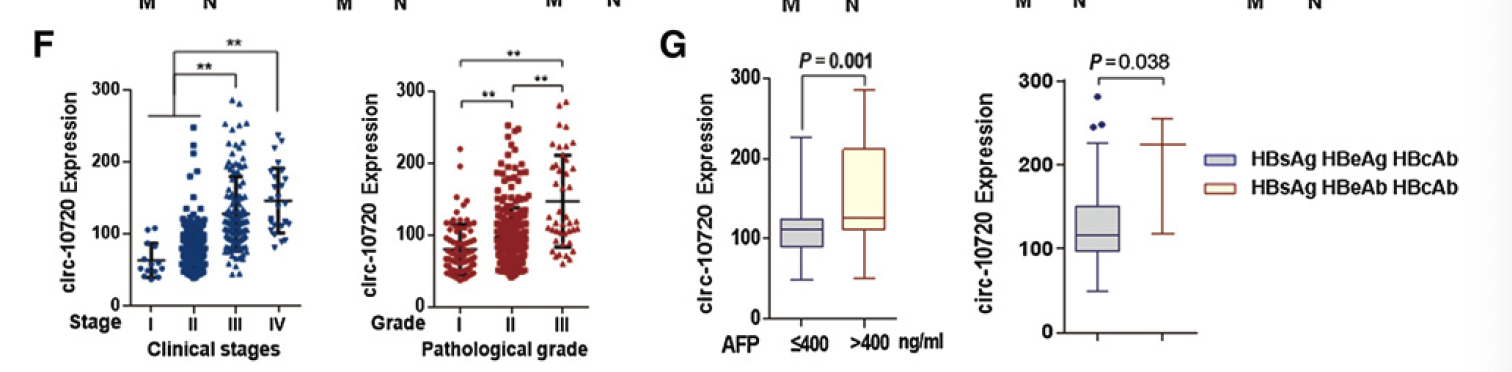 M N M N M N M N M N M N
F
**
**
300
200
100
0
circ-10720 Expression
Stage I II III IV
Clinical stages
**
** **
300
200
100
0
circ-10720 Expression
Grade I II III
Pathological grade
G
P = 0.001
300
200
100
0
circ-10720 Expression
AFP ≤400 >400 ng/ml
P = 0.038
300
200
100
0
circ-10720 Expression
HBsAg HBeAg HBcAb
HBsAg HBeAb HBcAb